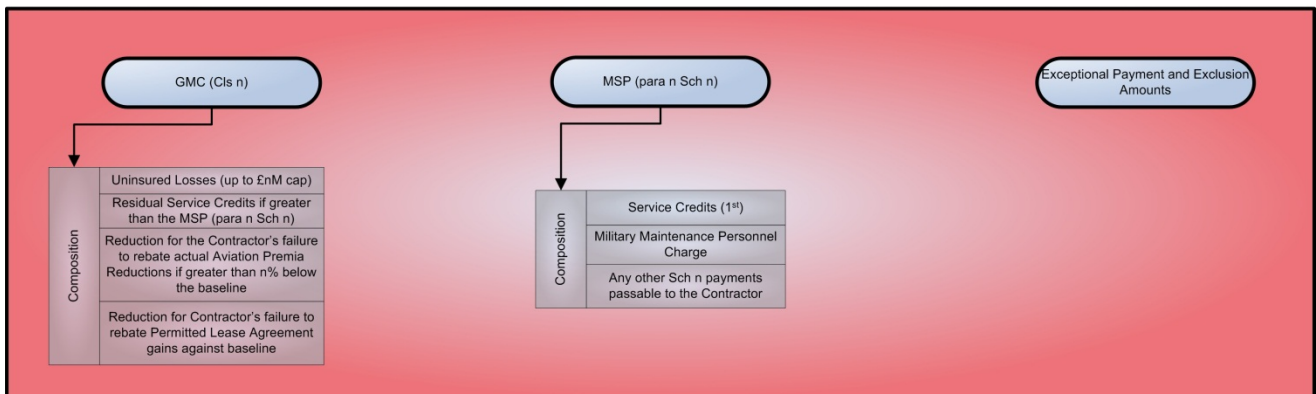 GMC (Cls n)
MSP (para n Sch n)
Exceptional Payment and Exclusion
Amounts
Composition
Uninsured Losses (up to £nM cap)
Residual Service Credits if greater
than the MSP (para n Sch n)
Reduction for the Contractor’s failure
to rebate actual Aviation Premia
Reductions if greater than n% below
the baseline
Reduction for Contractor’s failure to
rebate Permitted Lease Agreement
gains against baseline
Composition
Service Credits (1st)
Military Maintenance Personnel
Charge
Any other Sch n payments
passable to the Contractor